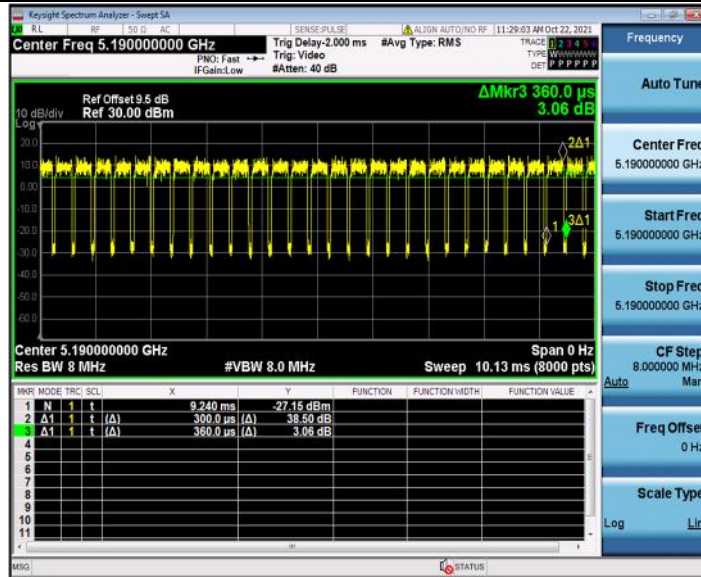 Keysight Spectrum Analyzer - Swept SA
RL RF 50 Ω AC SENSE:PULSE ALIGN AUTO/NO RF 11:29:03 AM Oct 22, 2021
Center Freq 5.190000000 GHz
PNO: Fast
IFGain:Low
Trig Delay-2.000 ms
Trig: Video
#Atten: 40 dB
#Avg Type: RMS
TRACE 1 2 3 4 5 6
TYPE W
DET P P P P P P
Ref Offset 9.5 dB
10 dB/div Ref 30.00 dBm
Log
ΔMkr3 360.0 µs
3.06 dB
20.0
10.0
0.00
-10.0
-20.0
-30.0
-40.0
-50.0
-60.0
2Δ1
1
3Δ1
Center 5.190000000 GHz Span 0 Hz
Res BW 8 MHz #VBW 8.0 MHz Sweep 10.13 ms (8000 pts)
MKR MODE TRC SCL X Y FUNCTION FUNCTION WIDTH FUNCTION VALUE
1 N 1 t 9.240 ms -27.15 dBm
2 Δ1 1 t (Δ) 300.0 µs (Δ) 38.50 dB
3 Δ1 1 t (Δ) 360.0 µs (Δ) 3.06 dB
4
5
6
7
8
9
10
11
MSG STATUS
Frequency
Auto Tune
Center Freq
5.190000000 GHz
Start Freq
5.190000000 GHz
Stop Freq
5.190000000 GHz
CF Step
8.000000 MHz
Auto Man
Freq Offset
0 Hz
Scale Type
Log Lin